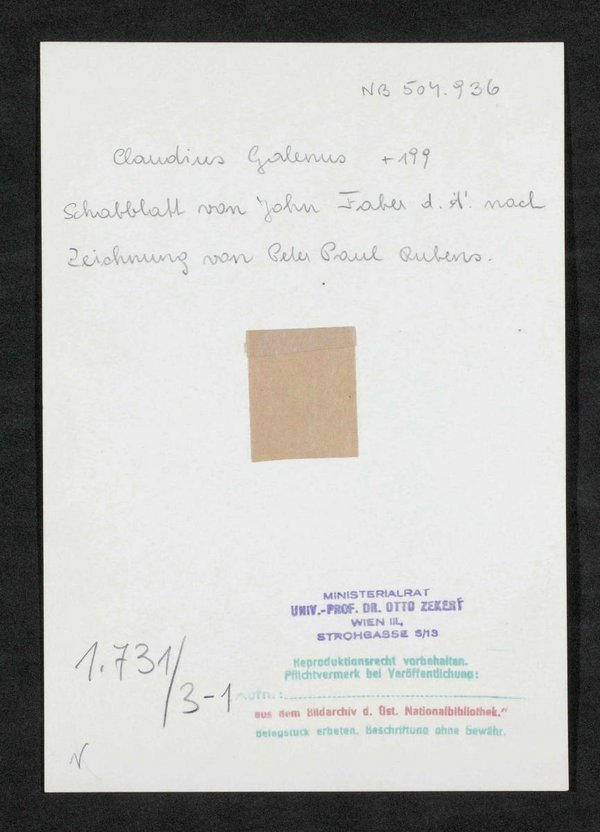 NB 504.936
Claudius Galenus +199
Schabblatt von John Faber d. Ä. nach
Zeichnung von Peter Paul Rubens.
MINISTERIALRAT
UNIV.-PROF. DR. OTTO ZEKERT
WIEN III,
STROHGASSE 5/13
Reproduktionsrecht vorbehalten.
Pflichtvermerk bei Veröffentlichung:
Aufn.:
aus dem Bildarchiv d. Öst. Nationalbibliothek."
Belegstück erbeten. Beschriftung ohne Gewähr.
1.731/3-1
N